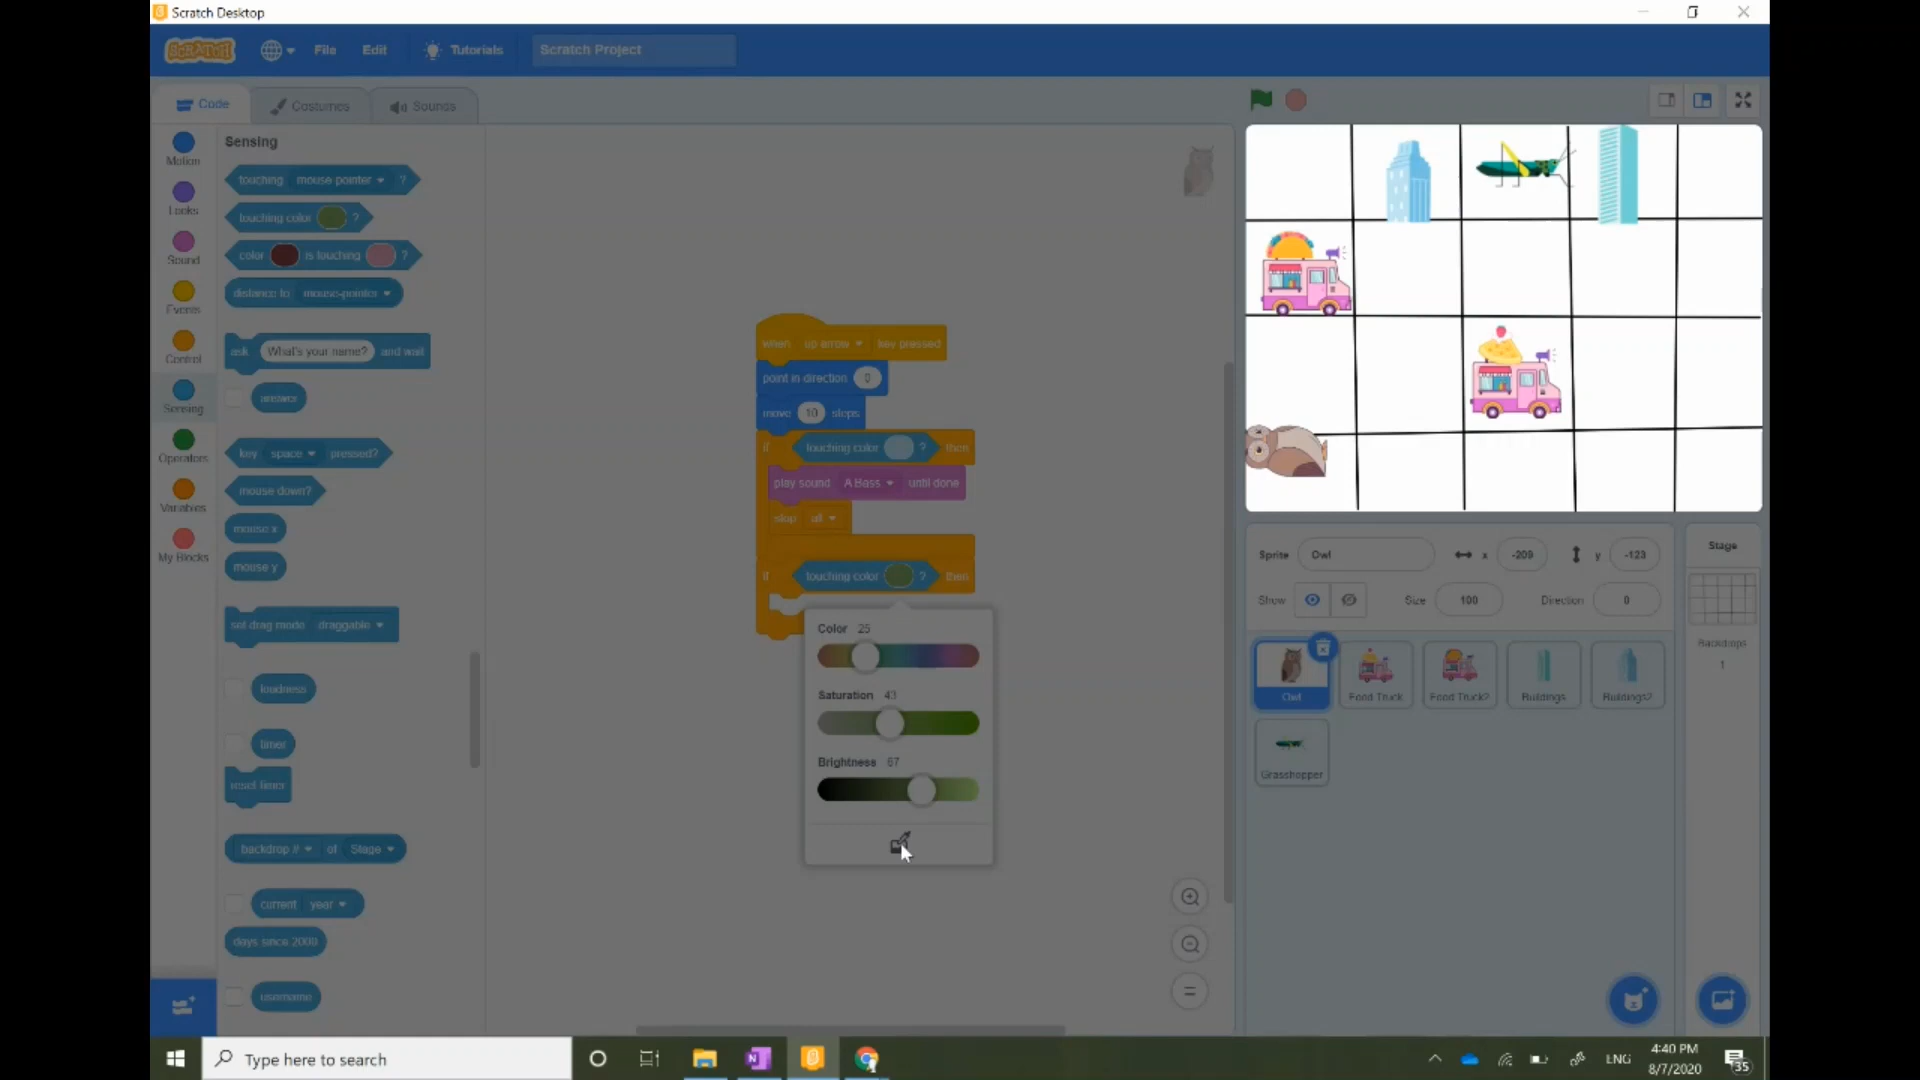 Scratch Desktop
SCRATCH
File Edit Tutorials Scratch Project
Code Costumes Sounds
Motion
Looks
Sound
Events
Control
Sensing
Operators
Variables
My Blocks
Sensing
touching mouse-pointer ?
touching color ?
color is touching ?
distance to mouse-pointer
ask What's your name? and wait
answer
key space pressed?
mouse down?
mouse x
mouse y
set drag mode draggable
loudness
timer
reset timer
backdrop # of Stage
current year
days since 2000
username
when up arrow key pressed
point in direction 0
move 10 steps
if touching color ? then
play sound A Bass until done
stop all
if touching color ? then
Color 25
Saturation 43
Brightness 67
Sprite Owl x -209 y -123
Show Size 100 Direction 0
Owl
Food Truck
Food Truck2
Buildings
Buildings2
Grasshopper
Stage
Backdrops
1
Type here to search
ENG
4:40 PM
8/7/2020
35